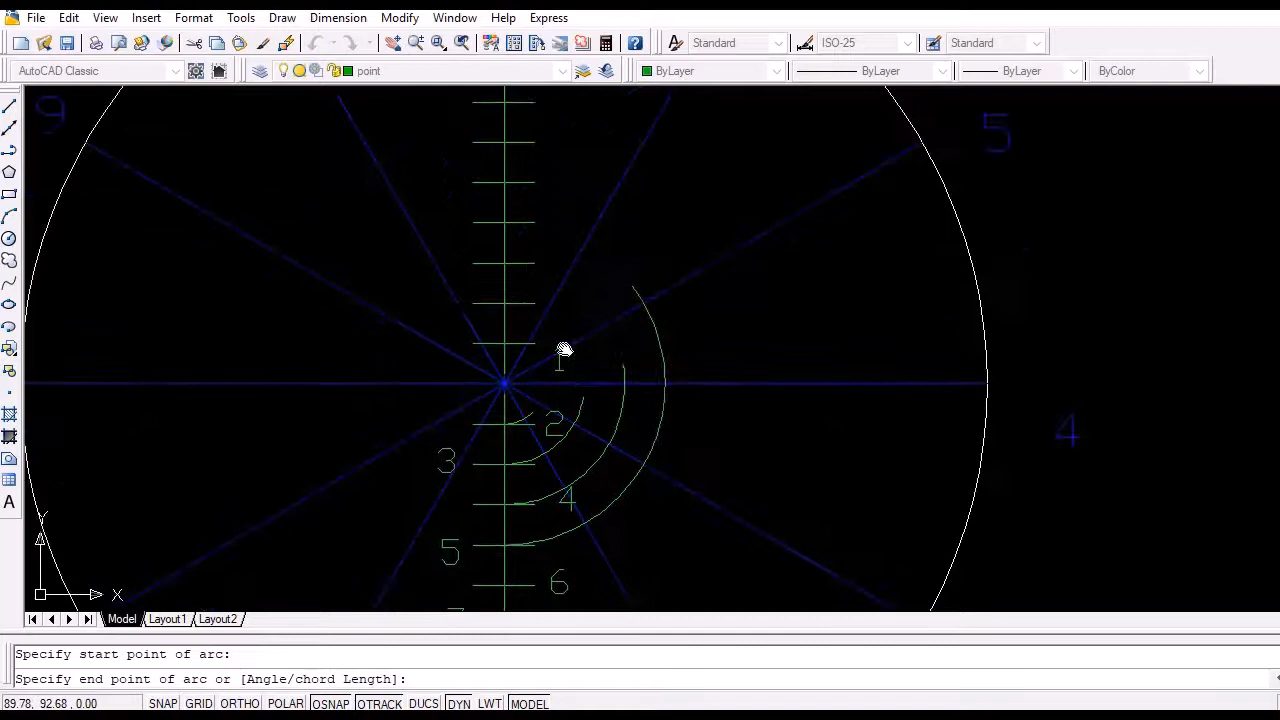 File Edit View Insert Format Tools Draw Dimension Modify Window Help Express
Standard ISO-25 Standard
AutoCAD Classic point ByLayer ByLayer ByLayer ByColor
9
5
1
2
3
4
4
5
6
Y
X
Model Layout1 Layout2
Specify start point of arc:
Specify end point of arc or [Angle/chord Length]:
89.78, 92.68, 0.00 SNAP GRID ORTHO POLAR OSNAP OTRACK DUCS DYN LWT MODEL